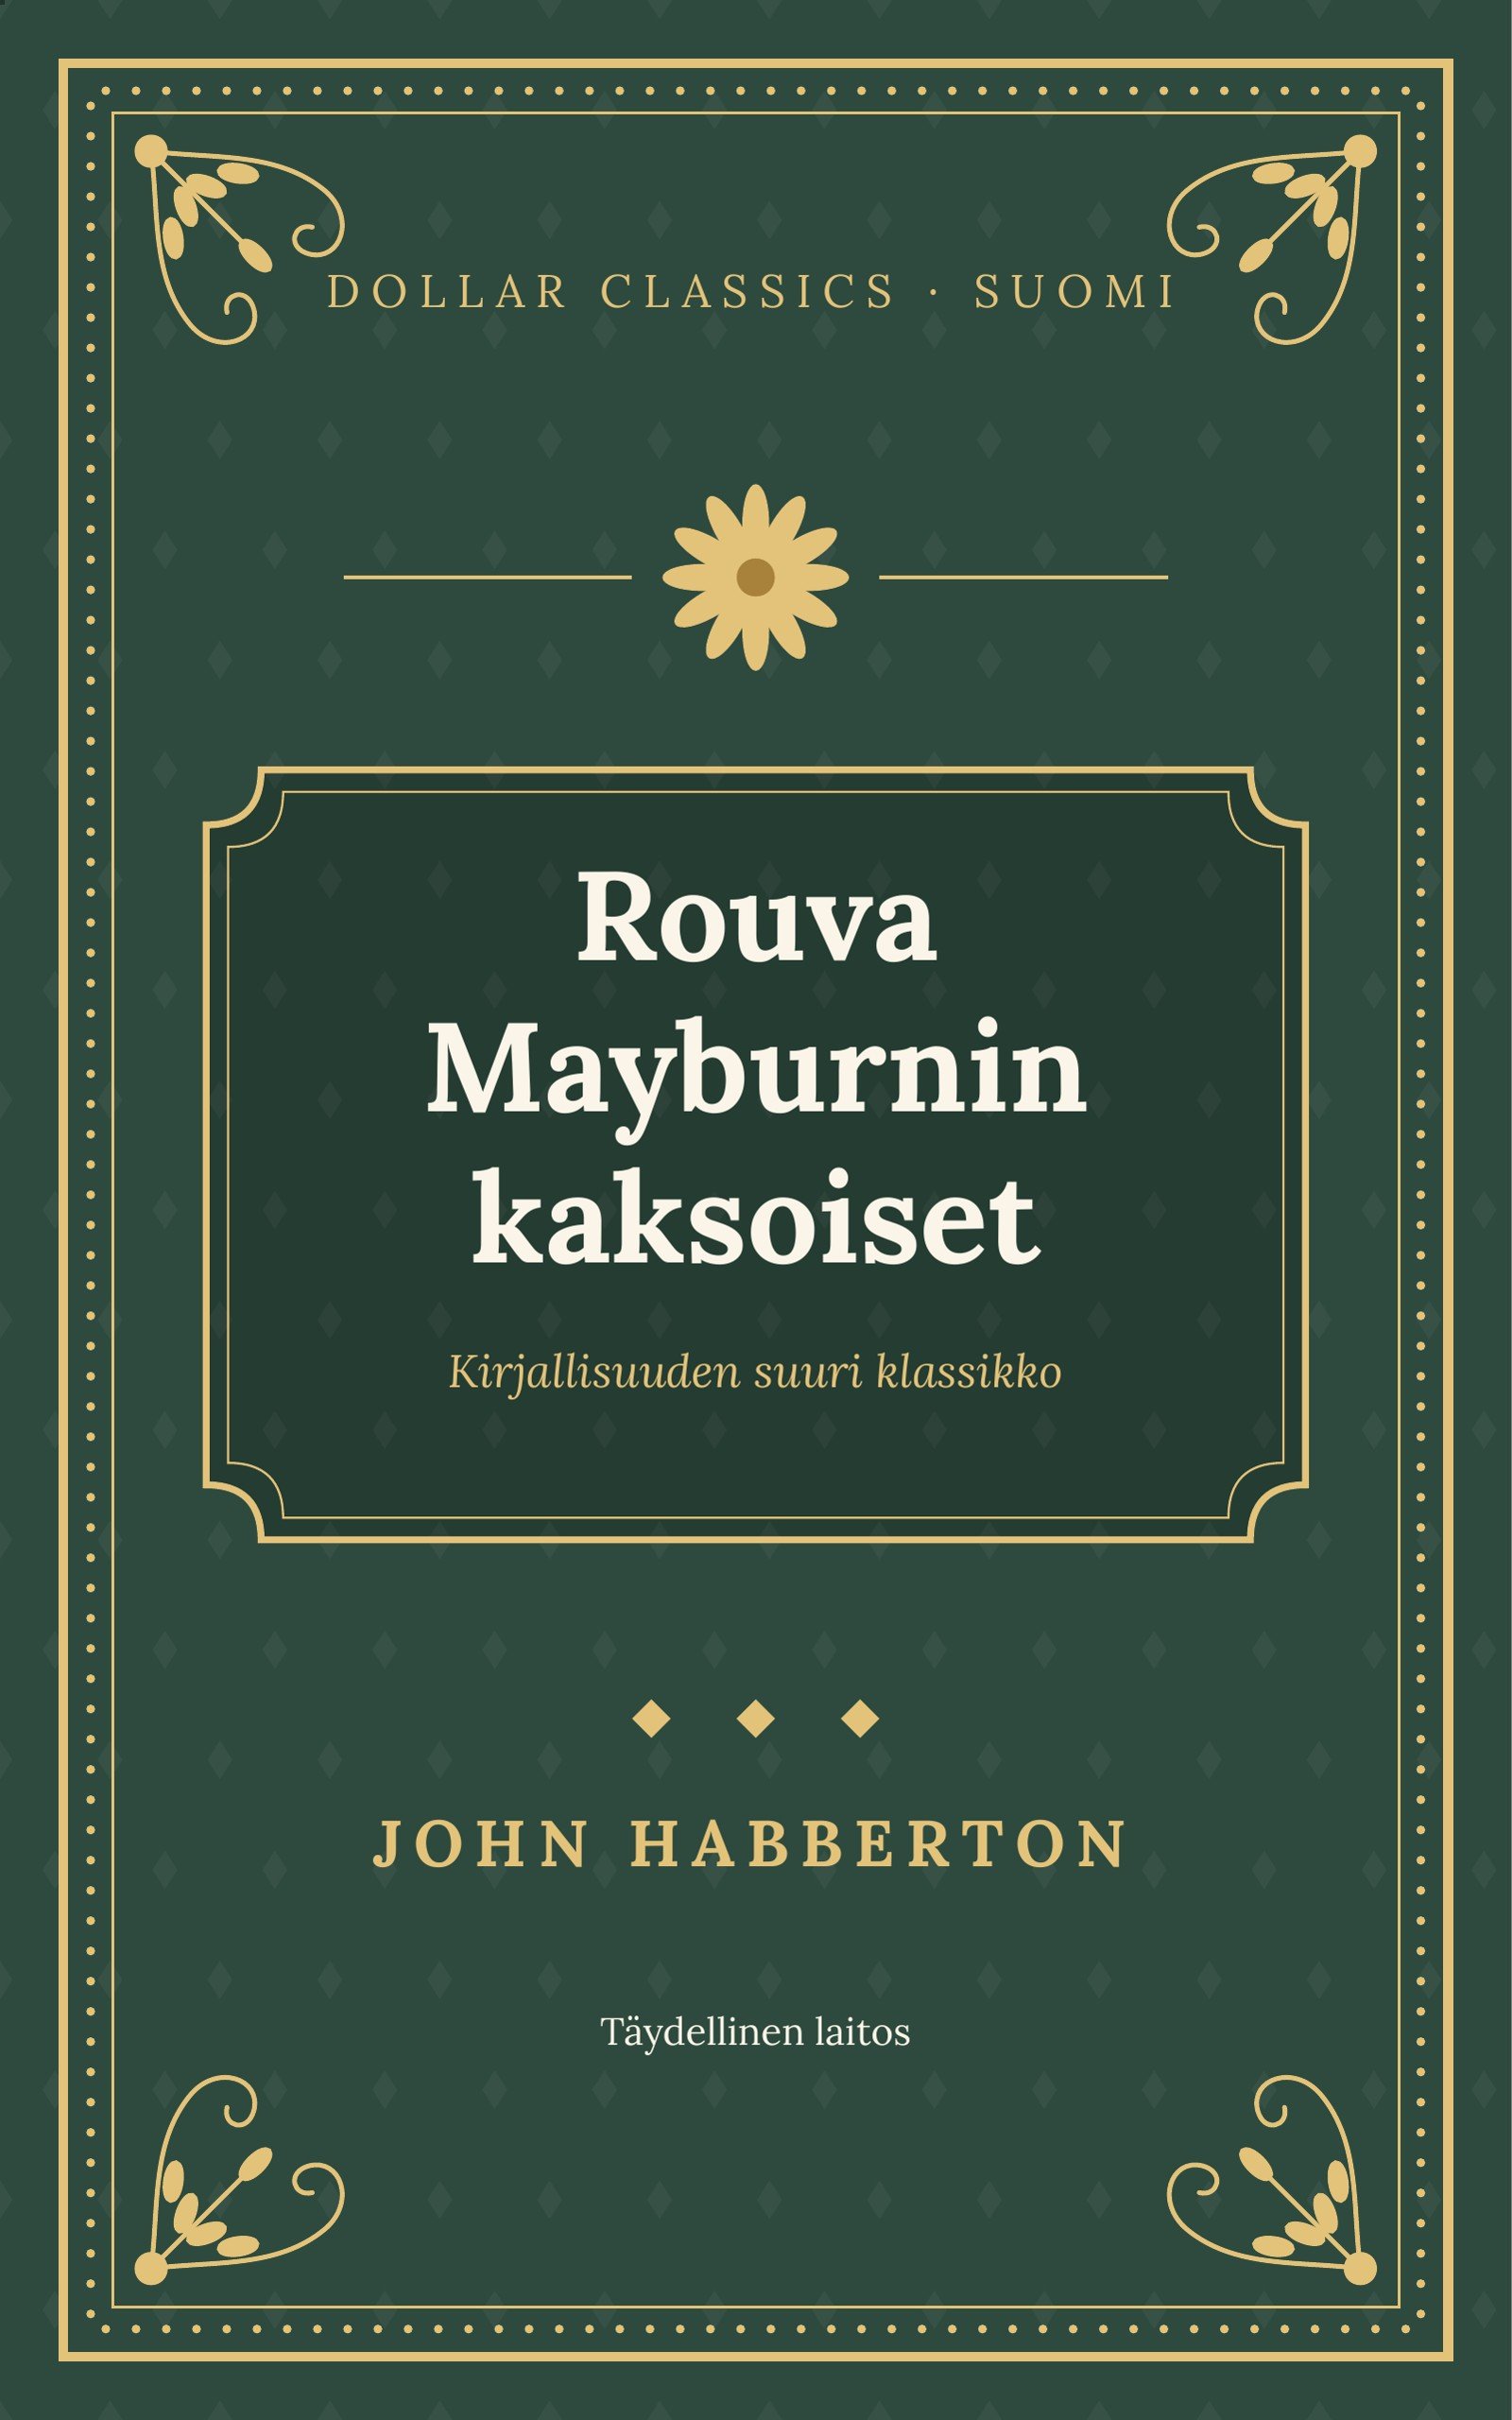 DOLLAR CLASSICS · SUOMI
Rouva
Mayburnin
kaksoiset
Kirjallisuuden suuri klassikko
JOHN HABBERTON
Täydellinen laitos